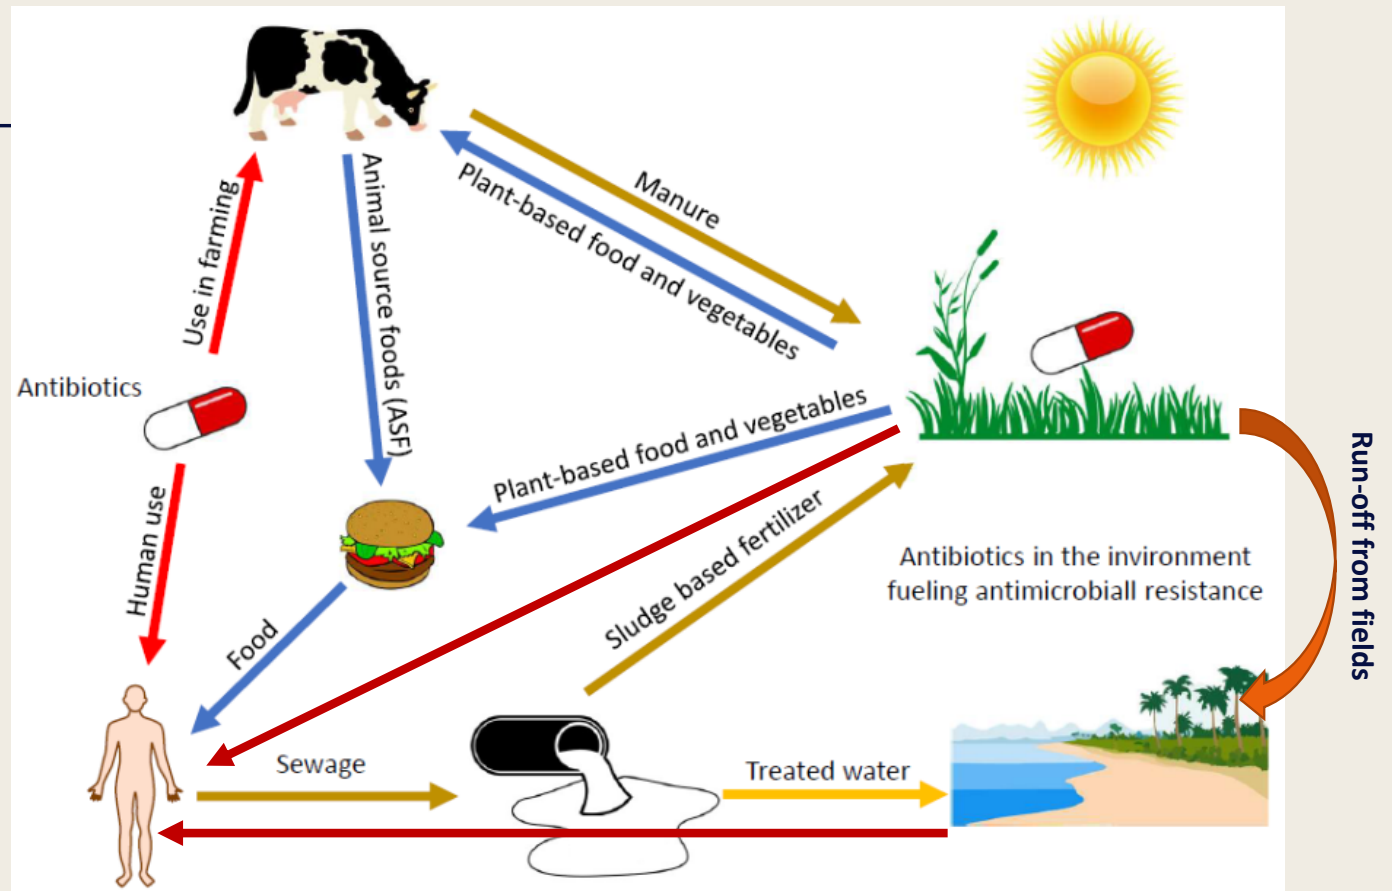 Manure
Plant-based food and vegetables
Animal source foods (ASF)
Use in farming
Antibiotics
Human use
Plant-based food and vegetables
Sludge based fertilizer
Antibiotics in the invironment
fueling antimicrobiall resistance
Run-off from fields
Food
Sewage
Treated water